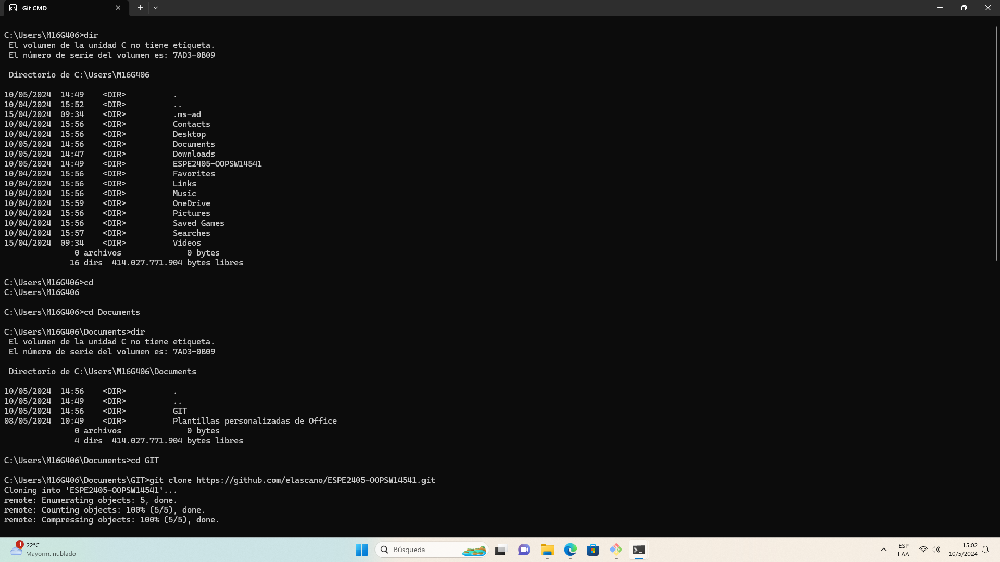 Git CMD
C:\Users\M16G406>dir
El volumen de la unidad C no tiene etiqueta.
El número de serie del volumen es: 7AD3-0B09
Directorio de C:\Users\M16G406
10/05/2024  14:49    <DIR>          .
10/04/2024  15:52    <DIR>          ..
15/04/2024  09:34    <DIR>          .ms-ad
10/04/2024  15:56    <DIR>          Contacts
10/04/2024  15:56    <DIR>          Desktop
10/05/2024  14:56    <DIR>          Documents
10/05/2024  14:47    <DIR>          Downloads
10/05/2024  14:49    <DIR>          ESPE2405-OOPSW14541
10/04/2024  15:56    <DIR>          Favorites
10/04/2024  15:56    <DIR>          Links
10/04/2024  15:56    <DIR>          Music
10/04/2024  15:59    <DIR>          OneDrive
10/04/2024  15:56    <DIR>          Pictures
10/04/2024  15:56    <DIR>          Saved Games
10/04/2024  15:57    <DIR>          Searches
15/04/2024  09:34    <DIR>          Videos
0 archivos              0 bytes
16 dirs  414.027.771.904 bytes libres
C:\Users\M16G406>cd
C:\Users\M16G406
C:\Users\M16G406>cd Documents
C:\Users\M16G406\Documents>dir
El volumen de la unidad C no tiene etiqueta.
El número de serie del volumen es: 7AD3-0B09
Directorio de C:\Users\M16G406\Documents
10/05/2024  14:56    <DIR>          .
10/05/2024  14:49    <DIR>          ..
10/05/2024  14:56    <DIR>          GIT
08/05/2024  10:49    <DIR>          Plantillas personalizadas de Office
0 archivos              0 bytes
4 dirs  414.027.771.904 bytes libres
C:\Users\M16G406\Documents>cd GIT
C:\Users\M16G406\Documents\GIT>git clone https://github.com/elascano/ESPE2405-OOPSW14541.git
Cloning into 'ESPE2405-OOPSW14541'...
remote: Enumerating objects: 5, done.
remote: Counting objects: 100% (5/5), done.
remote: Compressing objects: 100% (5/5), done.
1
22°C
Mayorm. nublado
Búsqueda
ESP
LAA
15:02
10/5/2024